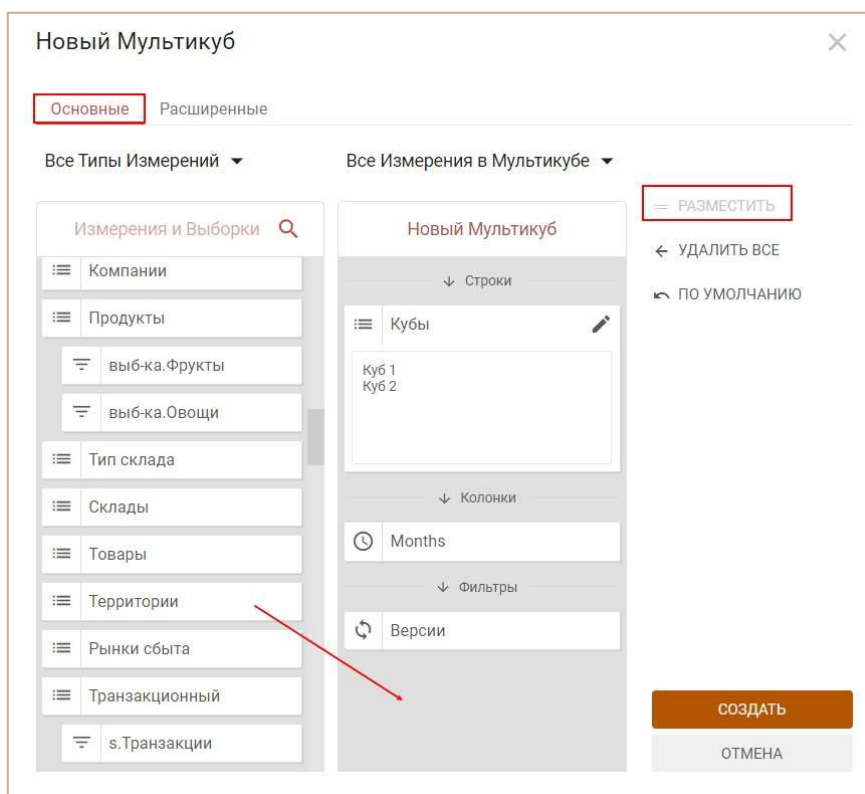 Новый Мультикуб
Основные
Расширенные
Все Типы Измерений
Все Измерения в Мультикубе
Измерения и Выборки
Компании
Продукты
выб-ка.Фрукты
выб-ка.Овощи
Тип склада
Склады
Товары
Территории
Рынки сбыта
Транзакционный
s.Транзакции
Новый Мультикуб
Строки
Кубы
Куб 1
Куб 2
Колонки
Months
Фильтры
Версии
РАЗМЕСТИТЬ
УДАЛИТЬ ВСЕ
ПО УМОЛЧАНИЮ
СОЗДАТЬ
ОТМЕНА